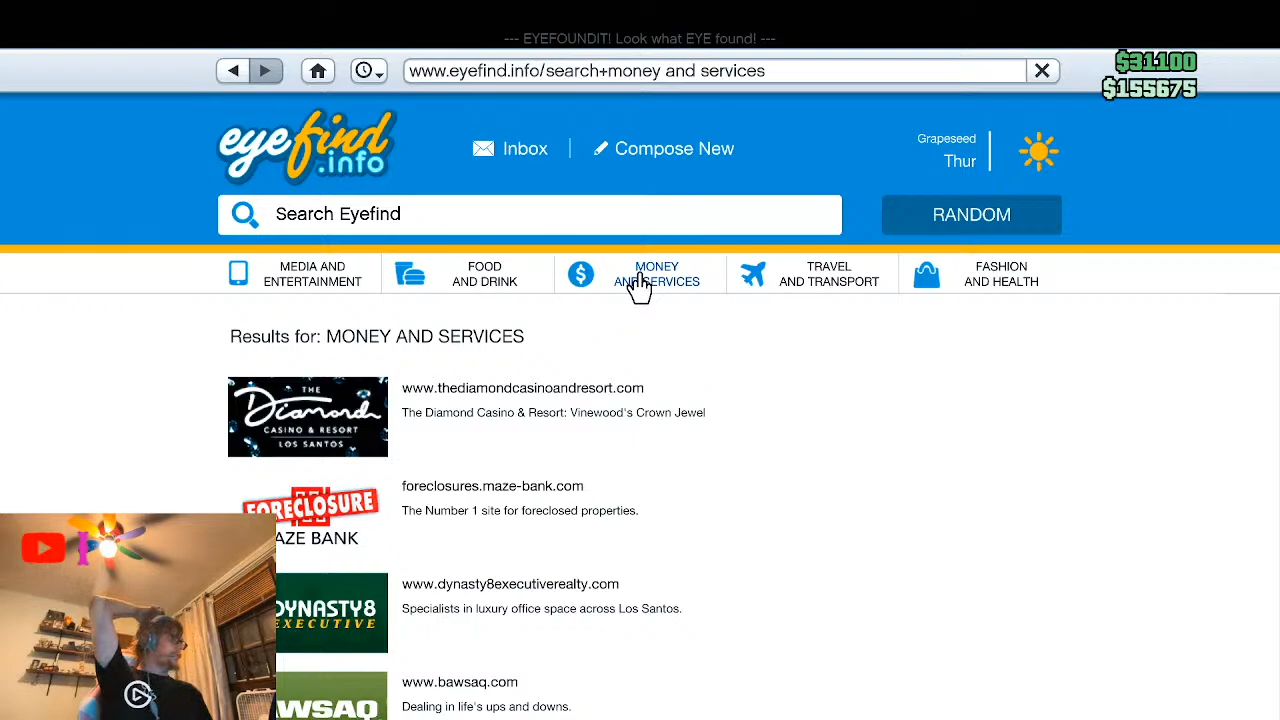 --- EYEFOUNDIT! Look what EYE found! ---
www.eyefind.info/search+money and services
$31,100
$155675
eyefind
.info
Inbox
Compose New
Grapeseed
Thur
Search Eyefind
RANDOM
MEDIA AND
ENTERTAINMENT
FOOD
AND DRINK
MONEY
AND SERVICES
TRAVEL
AND TRANSPORT
FASHION
AND HEALTH
Results for: MONEY AND SERVICES
THE
Diamond
CASINO & RESORT
LOS SANTOS
www.thediamondcasinoandresort.com
The Diamond Casino & Resort: Vinewood's Crown Jewel
FORECLOSURE
AZE BANK
foreclosures.maze-bank.com
The Number 1 site for foreclosed properties.
DYNASTY8
EXECUTIVE
www.dynasty8executiverealty.com
Specialists in luxury office space across Los Santos.
WSAQ
www.bawsaq.com
Dealing in life's ups and downs.